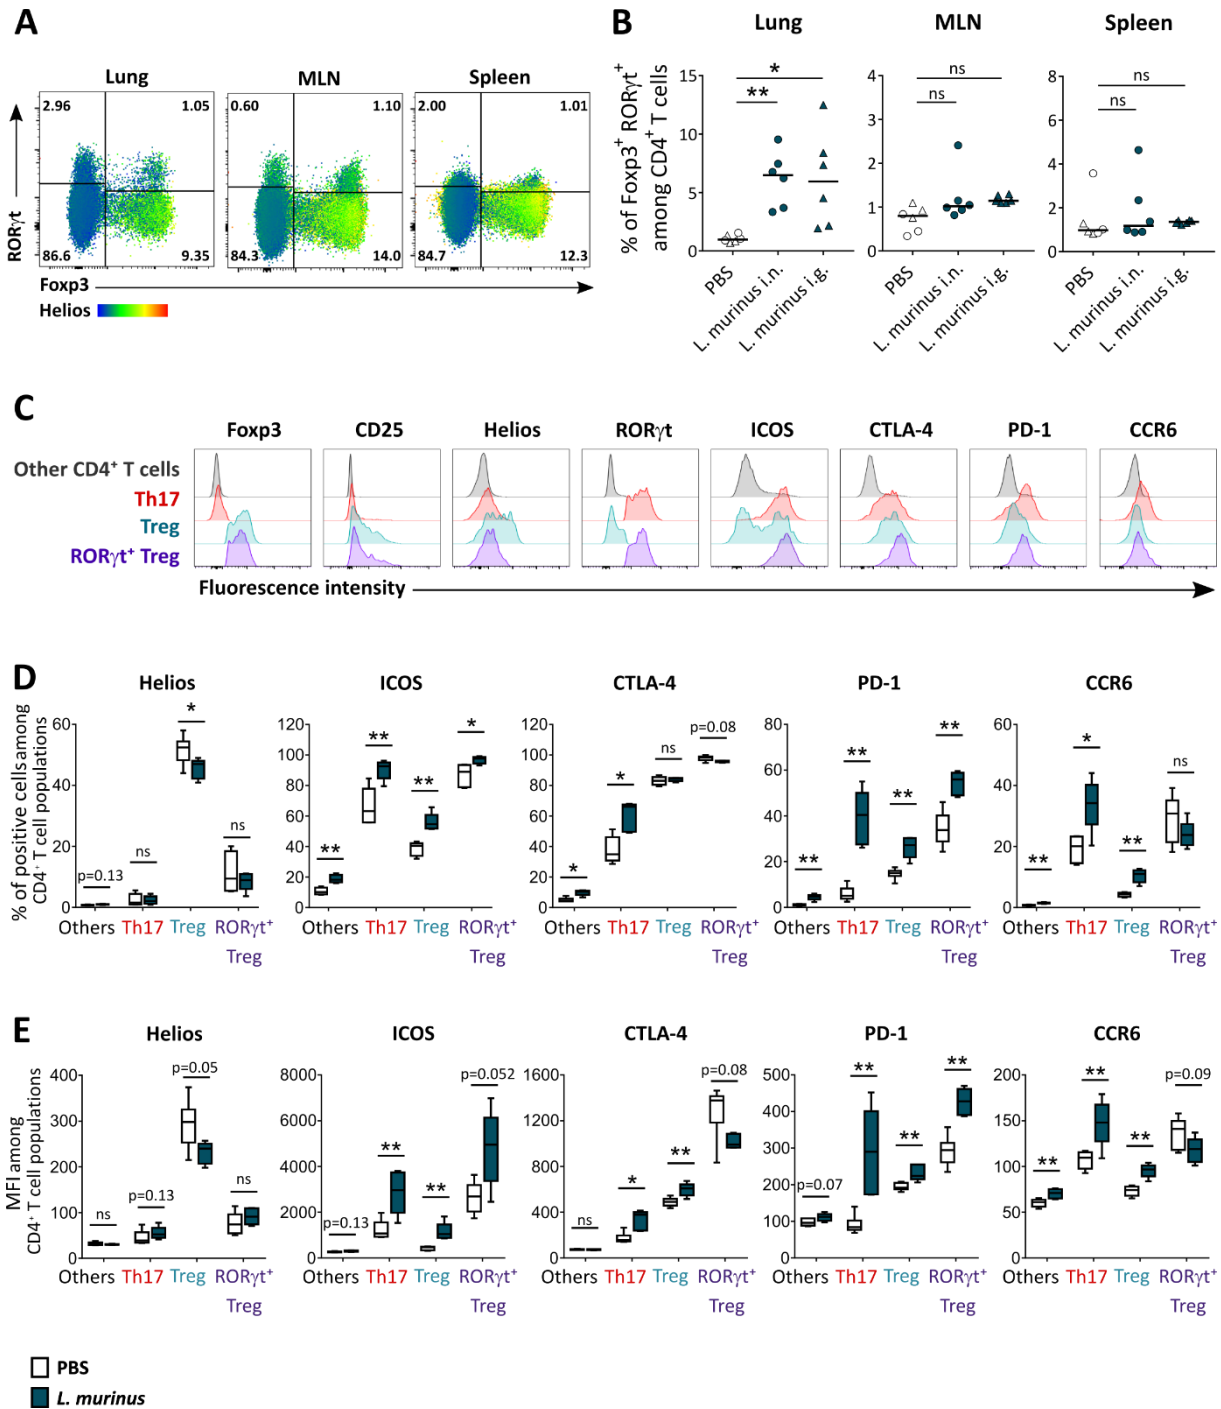 A
Lung MLN Spleen
2.96 1.05 0.60 1.10 2.00 1.01
RORγt
86.6 9.35 84.3 14.0 84.7 12.3
Foxp3
Helios
B
Lung MLN Spleen
% of Foxp3⁺ RORγt⁺
among CD4⁺ T cells
15 10 5 0
** *
PBS L. murinus i.n. L. murinus i.g.
4 3 2 1 0
ns ns
PBS L. murinus i.n. L. murinus i.g.
8 6 4 2 0
ns ns
PBS L. murinus i.n. L. murinus i.g.
C
Foxp3 CD25 Helios RORγt ICOS CTLA-4 PD-1 CCR6
Other CD4⁺ T cells
Th17
Treg
RORγt⁺ Treg
Fluorescence intensity
D
% of positive cells among
CD4⁺ T cell populations
Helios
60 40 20 0
p=0.13 ns * ns
Others Th17 Treg RORγt⁺
Treg
ICOS
120 100 80 60 40 20 0
** ** ** *
Others Th17 Treg RORγt⁺
Treg
CTLA-4
120 100 80 60 40 20 0
* * ns p=0.08
Others Th17 Treg RORγt⁺
Treg
PD-1
80 60 40 20 0
** ** ** **
Others Th17 Treg RORγt⁺
Treg
CCR6
60 40 20 0
** * ** ns
Others Th17 Treg RORγt⁺
Treg
E
MFI among
CD4⁺ T cell populations
Helios
400 300 200 100 0
ns p=0.13 p=0.05 ns
Others Th17 Treg RORγt⁺
Treg
ICOS
8000 6000 4000 2000 0
p=0.13 ** ** p=0.052
Others Th17 Treg RORγt⁺
Treg
CTLA-4
1600 1200 800 400 0
ns * ** p=0.08
Others Th17 Treg RORγt⁺
Treg
PD-1
500 400 300 200 100 0
p=0.07 ** ** **
Others Th17 Treg RORγt⁺
Treg
CCR6
200 150 100 50 0
** ** ** p=0.09
Others Th17 Treg RORγt⁺
Treg
PBS
L. murinus